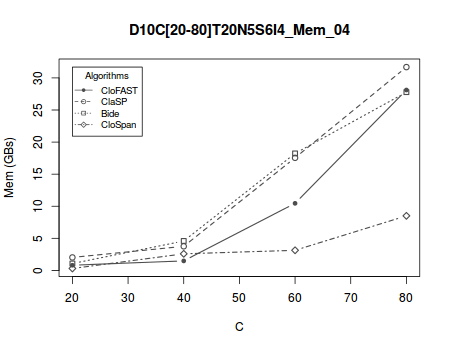 D10C[20-80]T20N5S6I4_Mem_04
Mem (GBs)
30
25
20
15
10
5
0
Algorithms
CloFAST
ClaSP
Bide
CloSpan
20 30 40 50 60 70 80
C